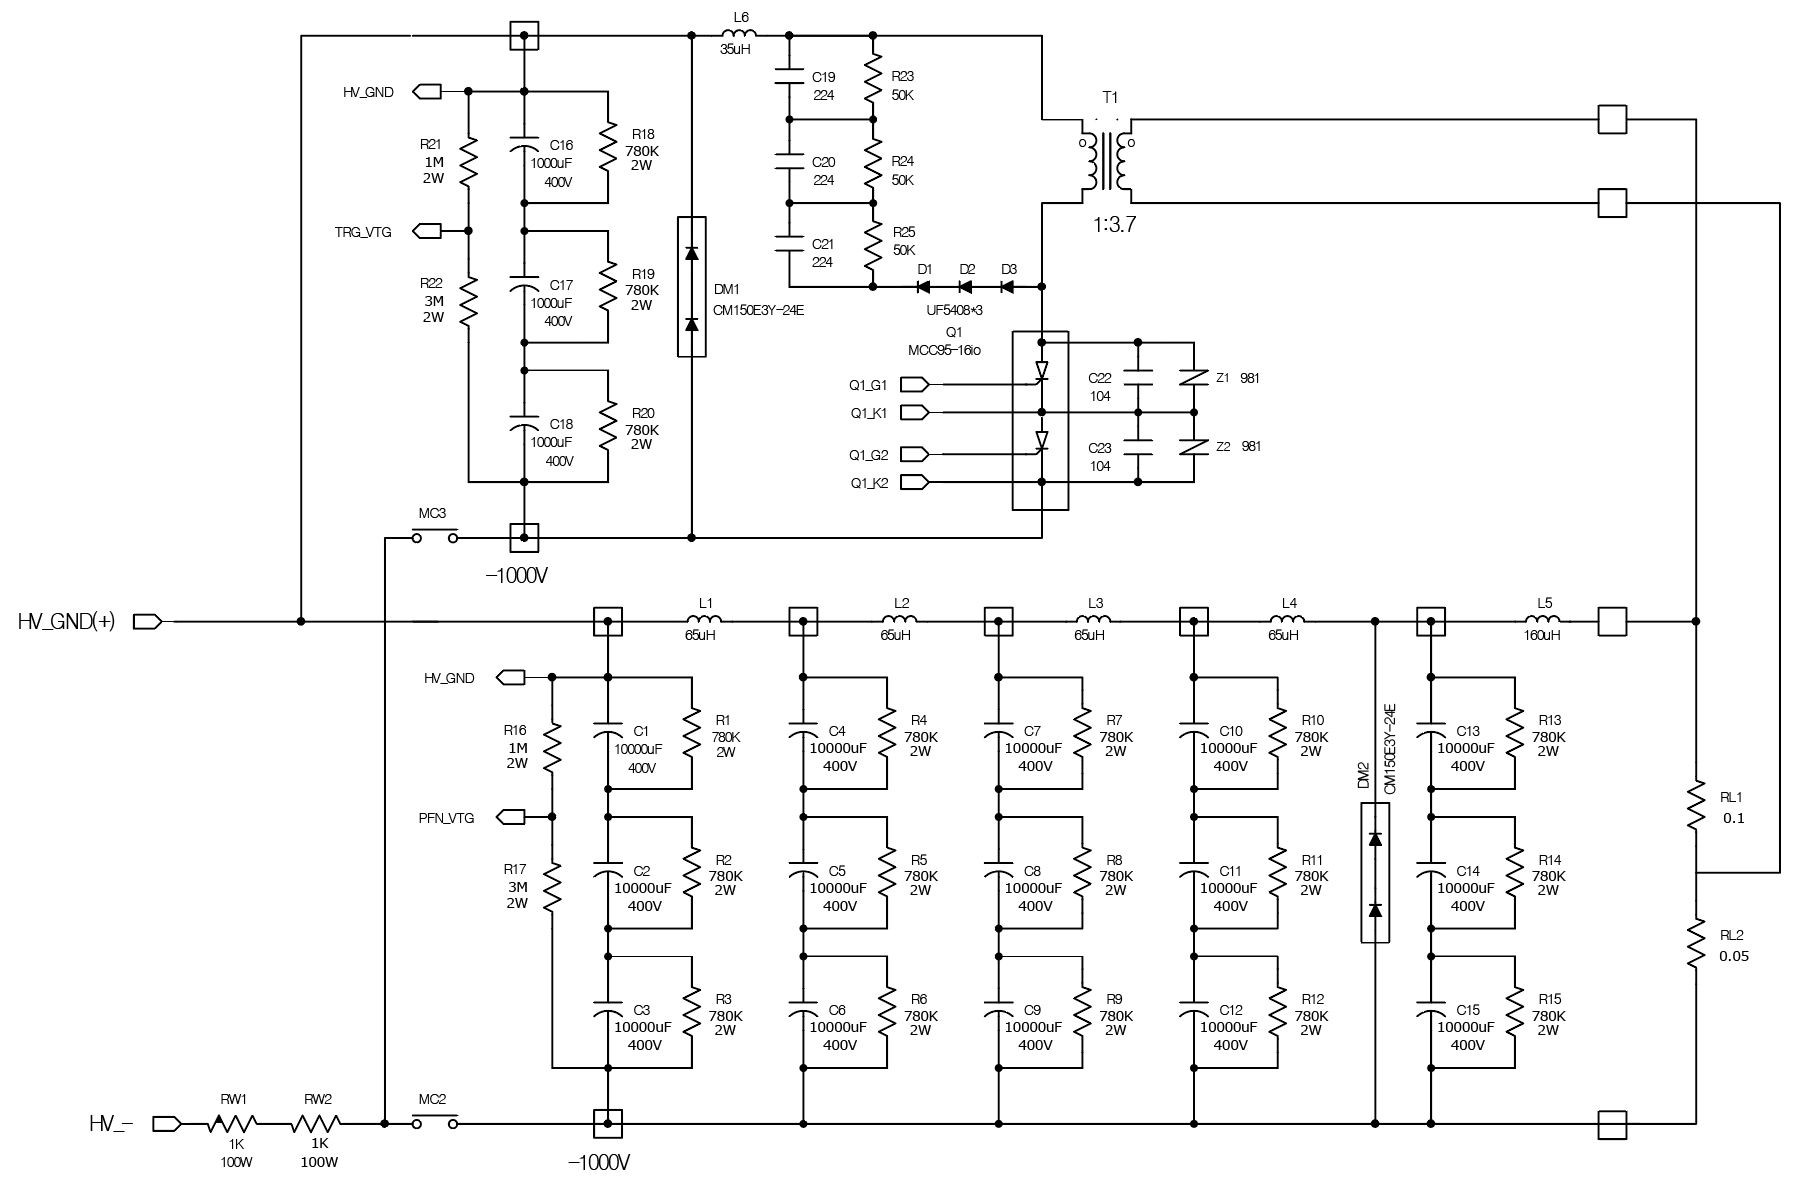 L6
35uH
HV_GND
C19
224
R23
50K
T1
R21
1M
2W
C16
1000uF
400V
R18
780K
2W
C20
224
R24
50K
1:3.7
TRG_VTG
C21
224
R25
50K
R22
3M
2W
C17
1000uF
400V
R19
780K
2W
DM1
CM150E3Y-24E
D1
D2
D3
UF5408*3
Q1
MCC95-16io
Q1_G1
C22
104
Z1 981
Q1_K1
C18
1000uF
400V
R20
780K
2W
Q1_G2
C23
104
Z2 981
Q1_K2
MC3
-1000V
HV_GND(+)
L1
65uH
L2
65uH
L3
65uH
L4
65uH
L5
160uH
HV_GND
R16
1M
2W
C1
10000uF
400V
R1
780K
2W
C4
10000uF
400V
R4
780K
2W
C7
10000uF
400V
R7
780K
2W
C10
10000uF
400V
R10
780K
2W
DM2
CM150E3Y-24E
C13
10000uF
400V
R13
780K
2W
RL1
0.1
PFN_VTG
R17
3M
2W
C2
10000uF
400V
R2
780K
2W
C5
10000uF
400V
R5
780K
2W
C8
10000uF
400V
R8
780K
2W
C11
10000uF
400V
R11
780K
2W
C14
10000uF
400V
R14
780K
2W
RL2
0.05
C3
10000uF
400V
R3
780K
2W
C6
10000uF
400V
R6
780K
2W
C9
10000uF
400V
R9
780K
2W
C12
10000uF
400V
R12
780K
2W
C15
10000uF
400V
R15
780K
2W
HV_-
RW1
1K
100W
RW2
1K
100W
MC2
-1000V